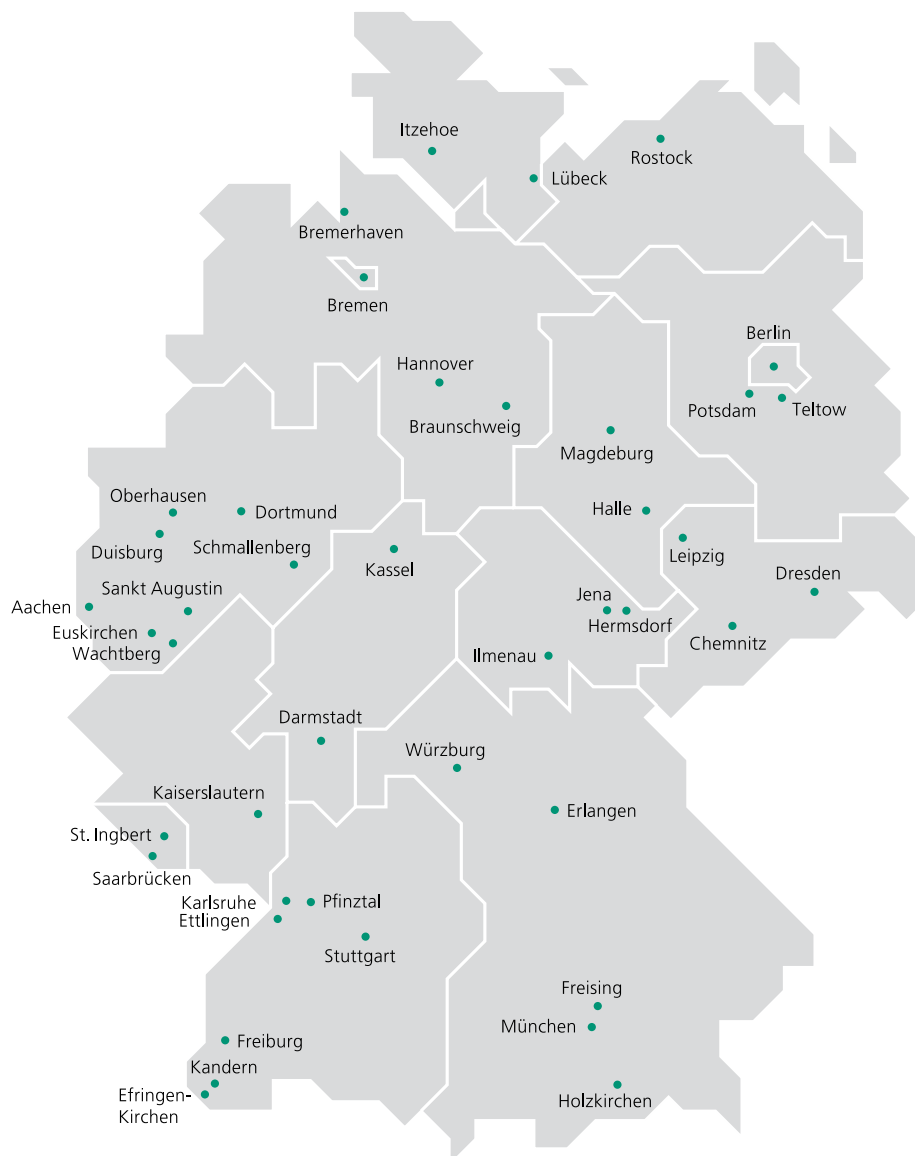 Itzehoe
Rostock
Lübeck
Bremerhaven
Bremen
Berlin
Hannover
Potsdam
Teltow
Braunschweig
Magdeburg
Oberhausen
Dortmund
Halle
Duisburg
Schmallenberg
Kassel
Leipzig
Dresden
Sankt Augustin
Jena
Aachen
Hermsdorf
Euskirchen
Chemnitz
Wachtberg
Ilmenau
Darmstadt
Würzburg
Kaiserslautern
Erlangen
St. Ingbert
Saarbrücken
Karlsruhe
Pfinztal
Ettlingen
Stuttgart
Freising
München
Freiburg
Kandern
Holzkirchen
Efringen-
Kirchen